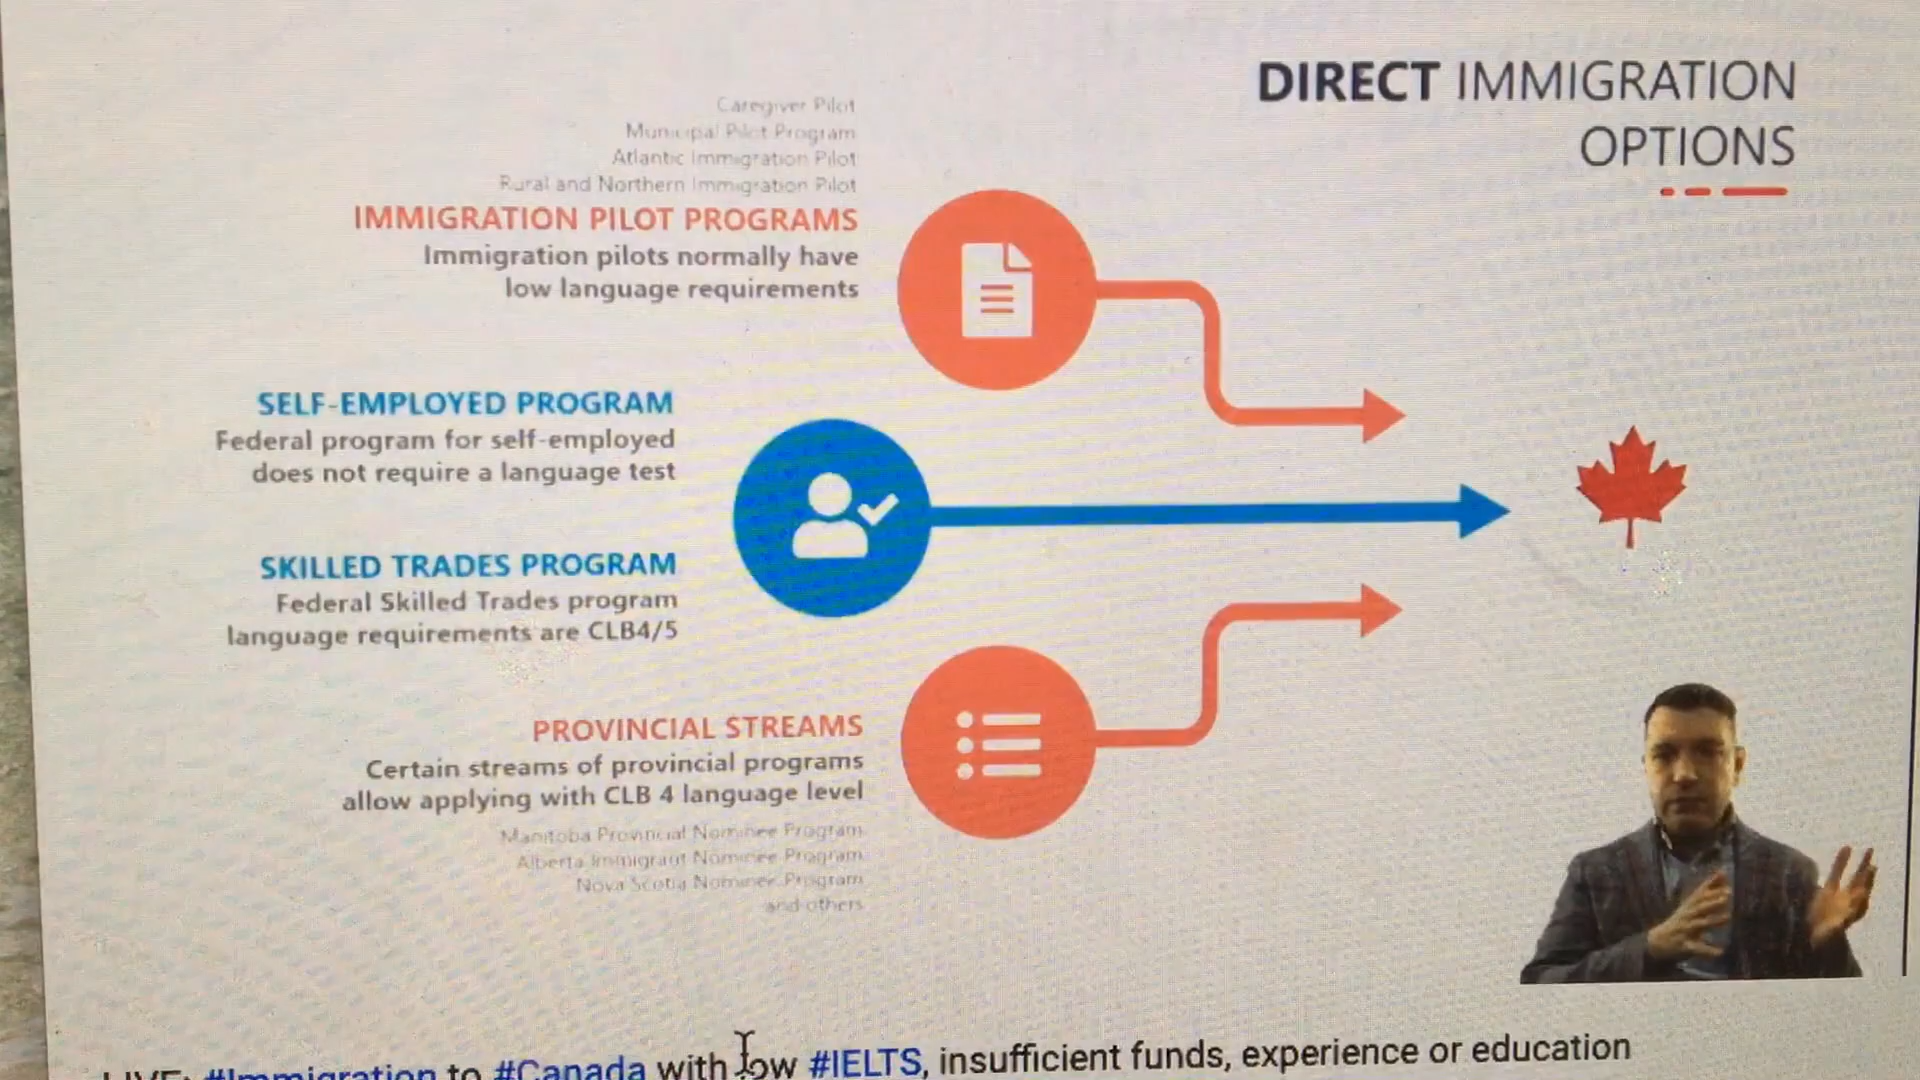 DIRECT IMMIGRATION
OPTIONS
Caregiver Pilot
Municipal Pilot Program
Atlantic Immigration Pilot
Rural and Northern Immigration Pilot
IMMIGRATION PILOT PROGRAMS
Immigration pilots normally have
low language requirements
SELF-EMPLOYED PROGRAM
Federal program for self-employed
does not require a language test
SKILLED TRADES PROGRAM
Federal Skilled Trades program
language requirements are CLB4/5
PROVINCIAL STREAMS
Certain streams of provincial programs
allow applying with CLB 4 language level
Manitoba Provincial Nominee Program
Alberta Immigrant Nominee Program
Nova Scotia Nominee Program
and others
LIVE: #Immigration to #Canada with low #IELTS, insufficient funds, experience or education